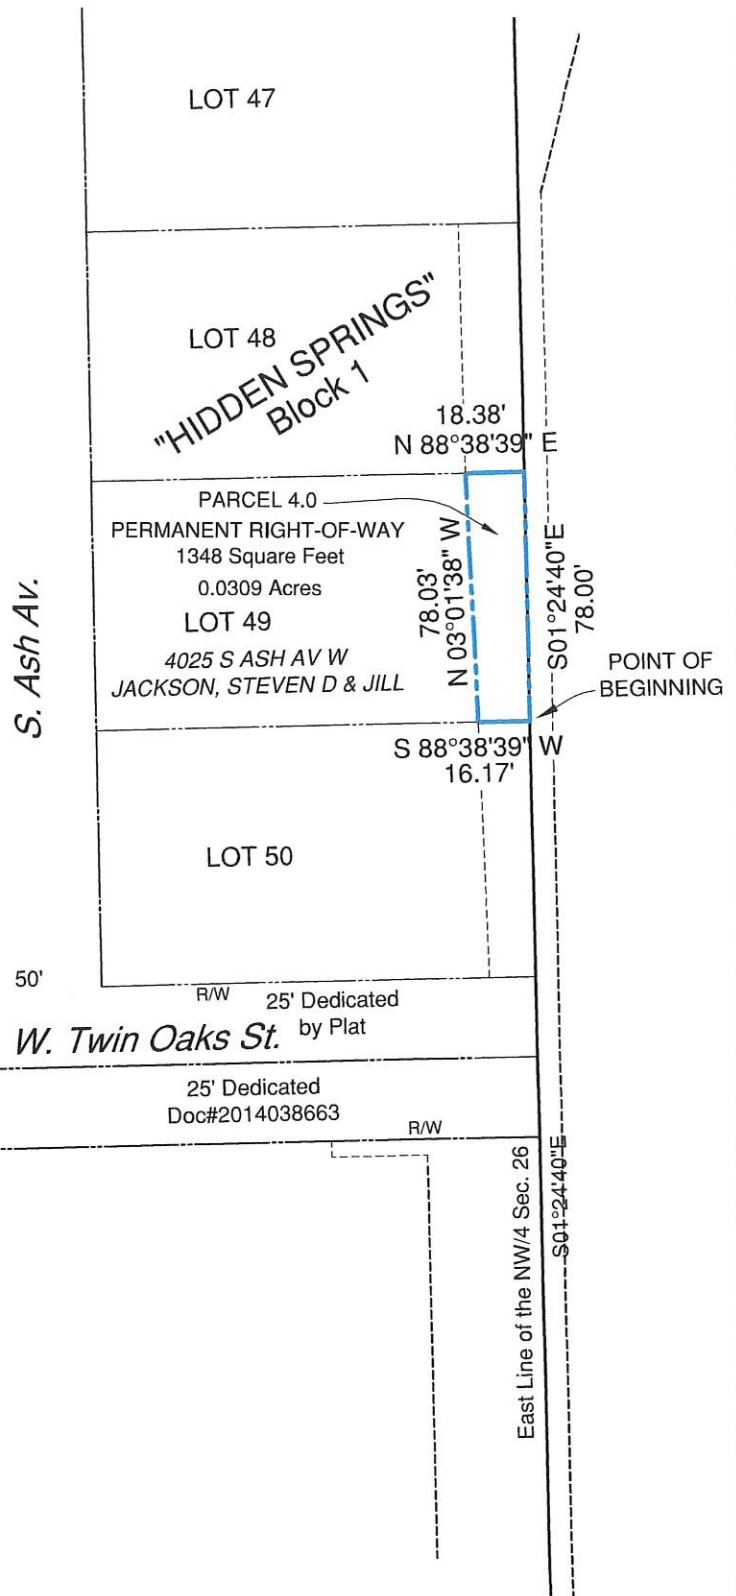 LOT 47
LOT 48
"HIDDEN SPRINGS"
Block 1
18.38'
N 88°38'39" E
PARCEL 4.0
PERMANENT RIGHT-OF-WAY
1348 Square Feet
0.0309 Acres
LOT 49
4025 S ASH AV W
JACKSON, STEVEN D & JILL
S. Ash Av.
78.03'
N 03°01'38" W
S01°24'40"E
78.00'
POINT OF
BEGINNING
S 88°38'39" W
16.17'
LOT 50
50'
R/W
25' Dedicated
by Plat
W. Twin Oaks St.
25' Dedicated
Doc#2014038663
R/W
East Line of the NW/4 Sec. 26
S01°24'40"E